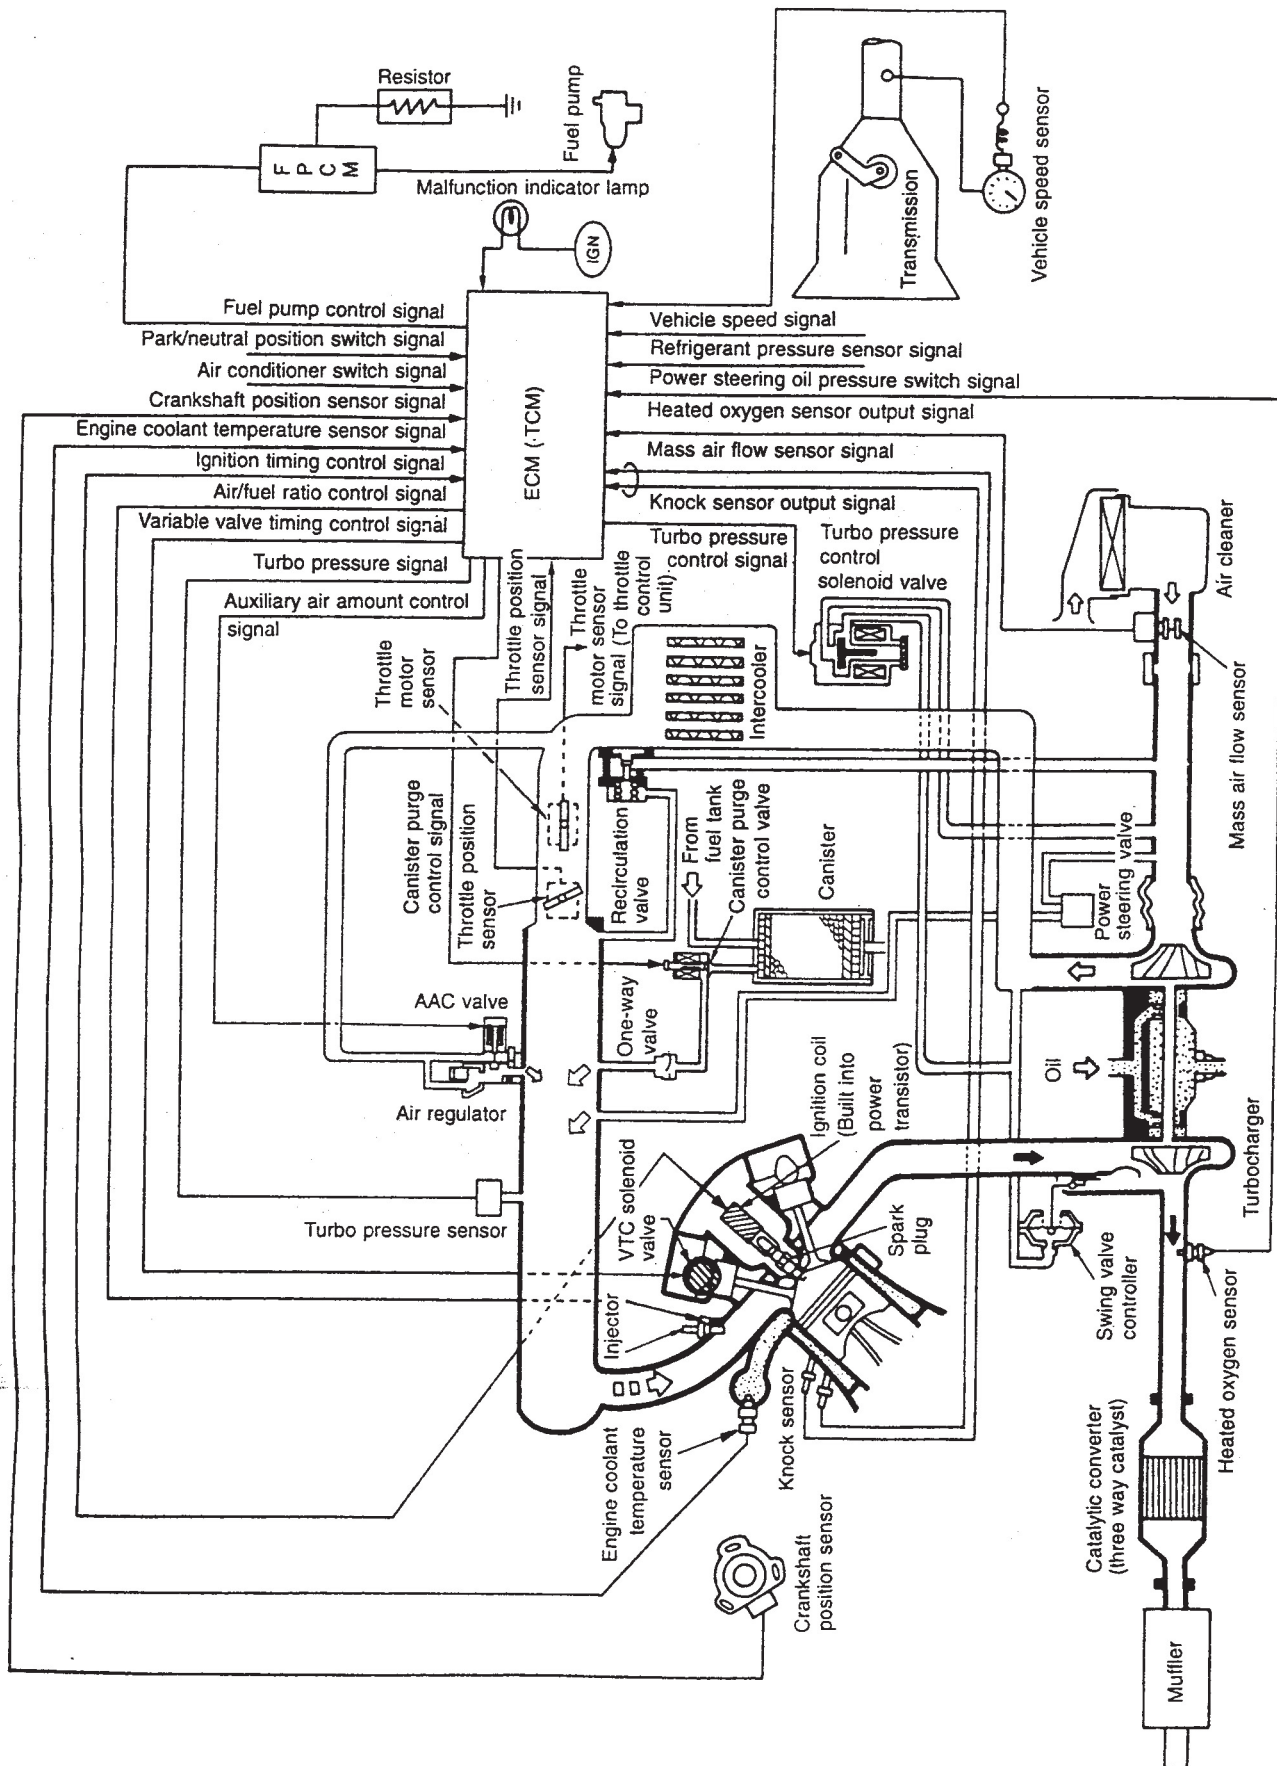 Resistor
F
P
C
M
Fuel pump
Malfunction indicator lamp
IGN
Fuel pump control signal
Park/neutral position switch signal
Air conditioner switch signal
Crankshaft position sensor signal
Engine coolant temperature sensor signal
Ignition timing control signal
Air/fuel ratio control signal
Variable valve timing control signal
Turbo pressure signal
Auxiliary air amount control
signal
ECM (·TCM)
Vehicle speed signal
Refrigerant pressure sensor signal
Power steering oil pressure switch signal
Heated oxygen sensor output signal
Mass air flow sensor signal
Knock sensor output signal
Turbo pressure
control signal
Turbo pressure
control
solenoid valve
Transmission
Vehicle speed sensor
Throttle position
sensor signal
Throttle
motor sensor
signal (To throttle
control
unit)
Throttle
motor
sensor
Canister purge
control signal
Throttle position
sensor
Intercooler
Recirculation
valve
From
fuel tank
Canister purge
control valve
Canister
Air cleaner
Mass air flow sensor
Power
steering valve
AAC valve
Air regulator
One-way
valve
Ignition coil
(Built into
power
transistor)
Oil
Turbocharger
Turbo pressure sensor
VTC solenoid
valve
Spark
plug
Injector
Swing valve
controller
Heated oxygen sensor
Engine coolant
temperature
sensor
Knock sensor
Crankshaft
position sensor
Catalytic converter
(three way catalyst)
Muffler